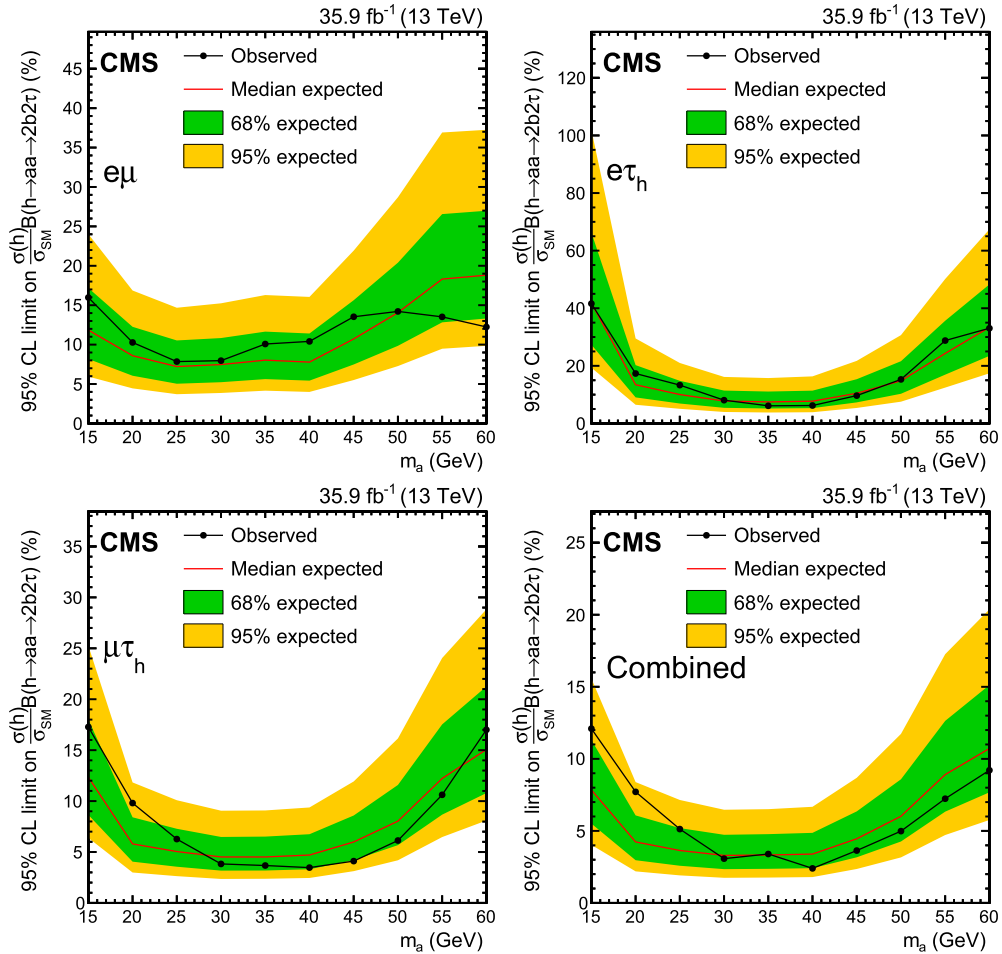 35.9 fb⁻¹ (13 TeV)
95% CL limit on σ(h)/σSM B(h→aa→2b2τ) (%)
CMS
Observed
Median expected
68% expected
95% expected
eμ
45
40
35
30
25
20
15
10
5
0
15 20 25 30 35 40 45 50 55 60
mₐ (GeV)
35.9 fb⁻¹ (13 TeV)
95% CL limit on σ(h)/σSM B(h→aa→2b2τ) (%)
CMS
Observed
Median expected
68% expected
95% expected
eτₕ
120
100
80
60
40
20
0
15 20 25 30 35 40 45 50 55 60
mₐ (GeV)
35.9 fb⁻¹ (13 TeV)
95% CL limit on σ(h)/σSM B(h→aa→2b2τ) (%)
CMS
Observed
Median expected
68% expected
95% expected
μτₕ
35
30
25
20
15
10
5
0
15 20 25 30 35 40 45 50 55 60
mₐ (GeV)
35.9 fb⁻¹ (13 TeV)
95% CL limit on σ(h)/σSM B(h→aa→2b2τ) (%)
CMS
Observed
Median expected
68% expected
95% expected
Combined
25
20
15
10
5
0
15 20 25 30 35 40 45 50 55 60
mₐ (GeV)